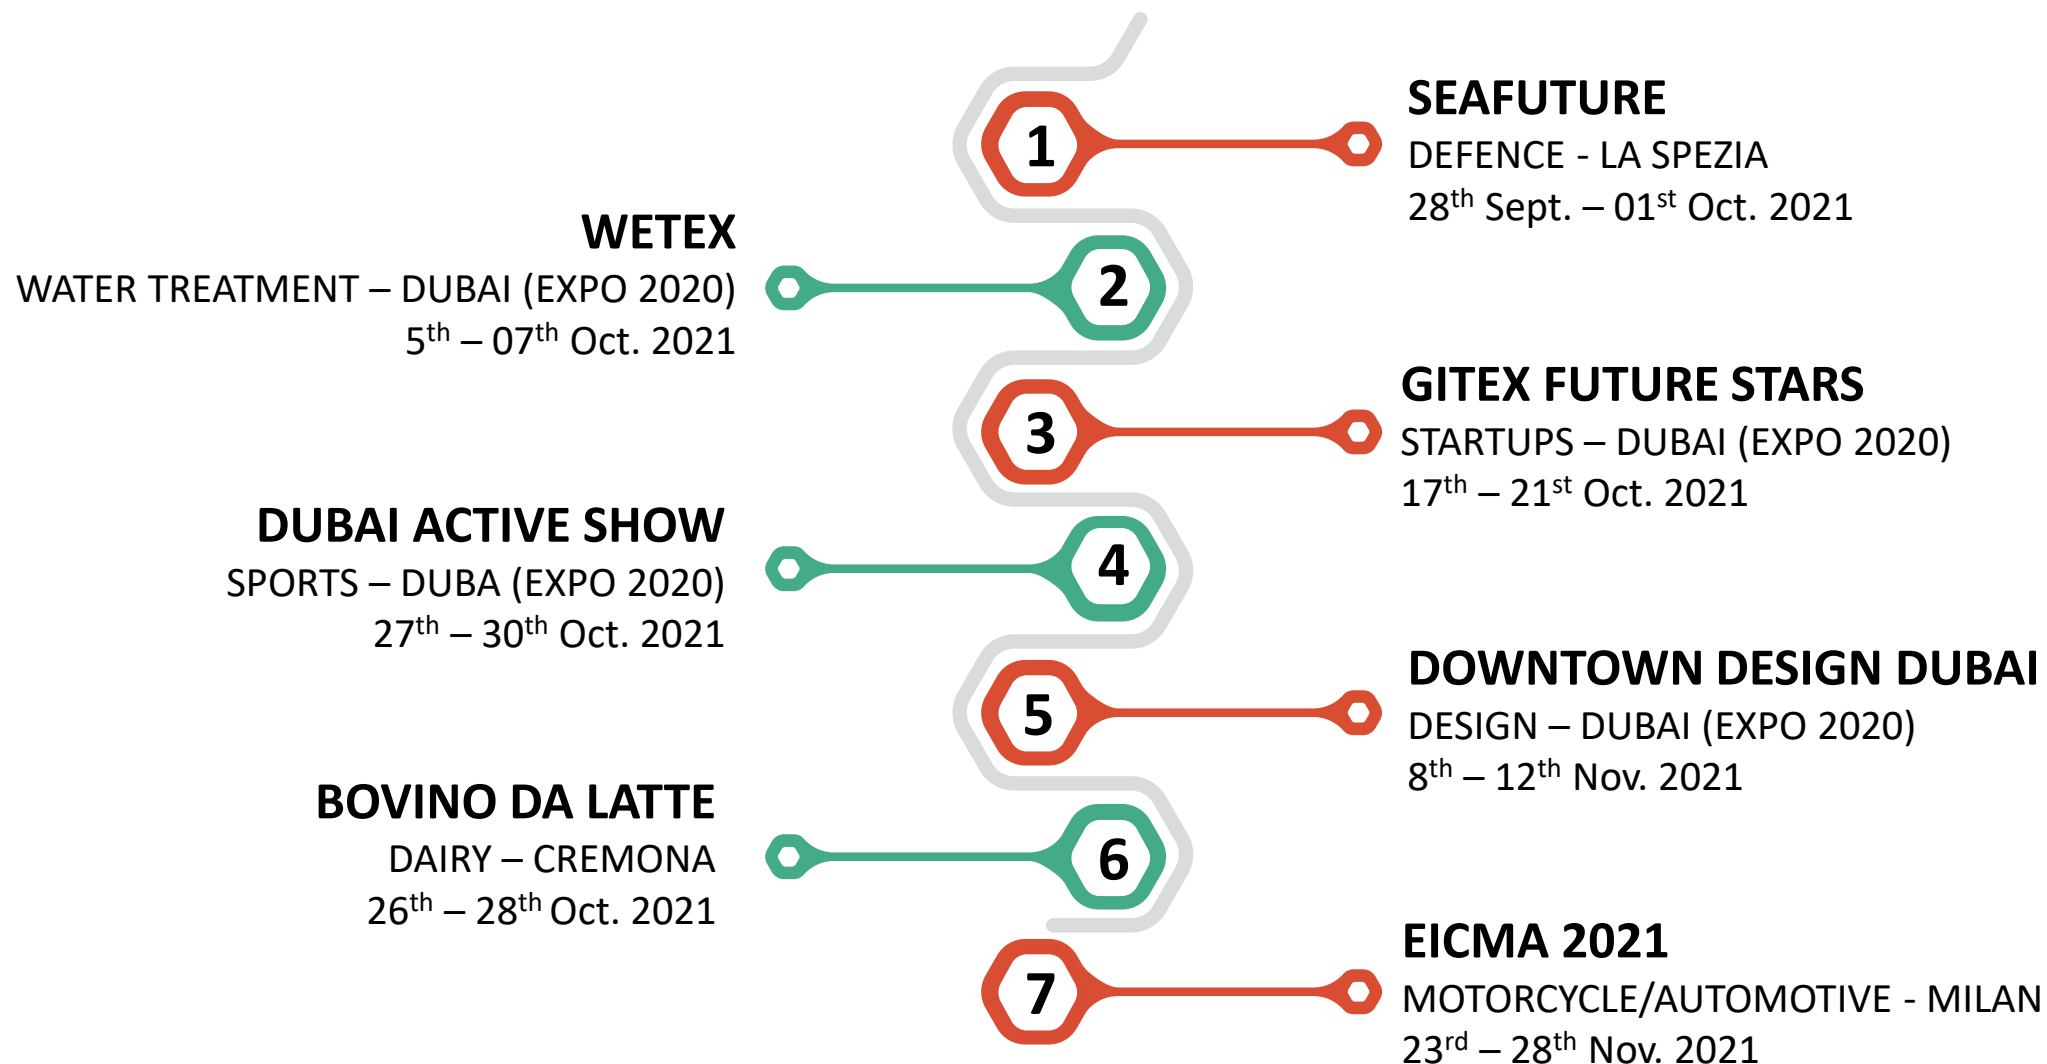 1
SEAFUTURE
DEFENCE - LA SPEZIA
28th Sept. – 01st Oct. 2021
WETEX
WATER TREATMENT – DUBAI (EXPO 2020)
5th – 07th Oct. 2021
2
3
GITEX FUTURE STARS
STARTUPS – DUBAI (EXPO 2020)
17th – 21st Oct. 2021
DUBAI ACTIVE SHOW
SPORTS – DUBA (EXPO 2020)
27th – 30th Oct. 2021
4
5
DOWNTOWN DESIGN DUBAI
DESIGN – DUBAI (EXPO 2020)
8th – 12th Nov. 2021
BOVINO DA LATTE
DAIRY – CREMONA
26th – 28th Oct. 2021
6
7
EICMA 2021
MOTORCYCLE/AUTOMOTIVE - MILAN
23rd – 28th Nov. 2021